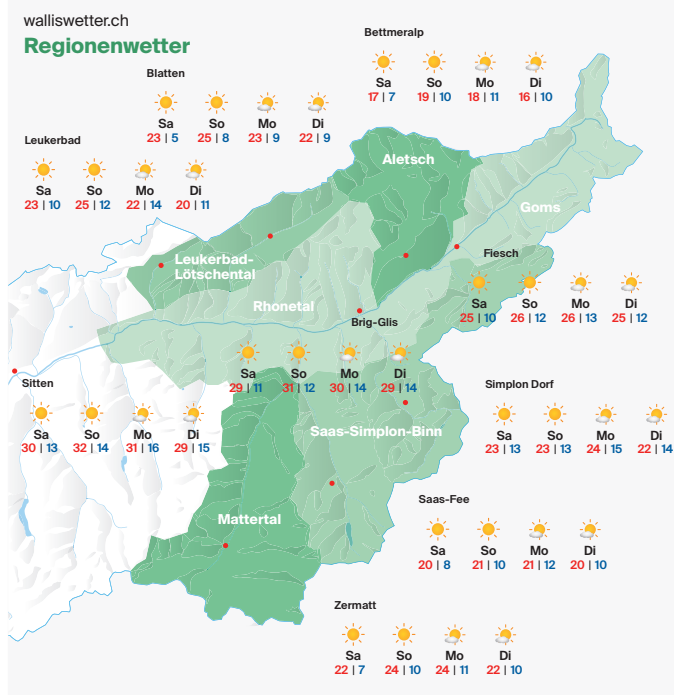 walliswetter.ch
Regionenwetter
Bettmeralp
Sa So Mo Di
17 | 7 19 | 10 18 | 11 16 | 10
Blatten
Sa So Mo Di
23 | 5 25 | 8 23 | 9 22 | 9
Leukerbad
Sa So Mo Di
23 | 10 25 | 12 22 | 14 20 | 11
Aletsch
Goms
Fiesch
Sa So Mo Di
25 | 10 26 | 12 26 | 13 25 | 12
Leukerbad-
Lötschental
Rhonetal
Brig-Glis
Sa So Mo Di
29 | 11 31 | 12 30 | 14 29 | 14
Sitten
Sa So Mo Di
30 | 13 32 | 14 31 | 16 29 | 15
Simplon Dorf
Sa So Mo Di
23 | 13 23 | 13 24 | 15 22 | 14
Saas-Simplon-Binn
Saas-Fee
Sa So Mo Di
20 | 8 21 | 10 21 | 12 20 | 10
Mattertal
Zermatt
Sa So Mo Di
22 | 7 24 | 10 24 | 11 22 | 10